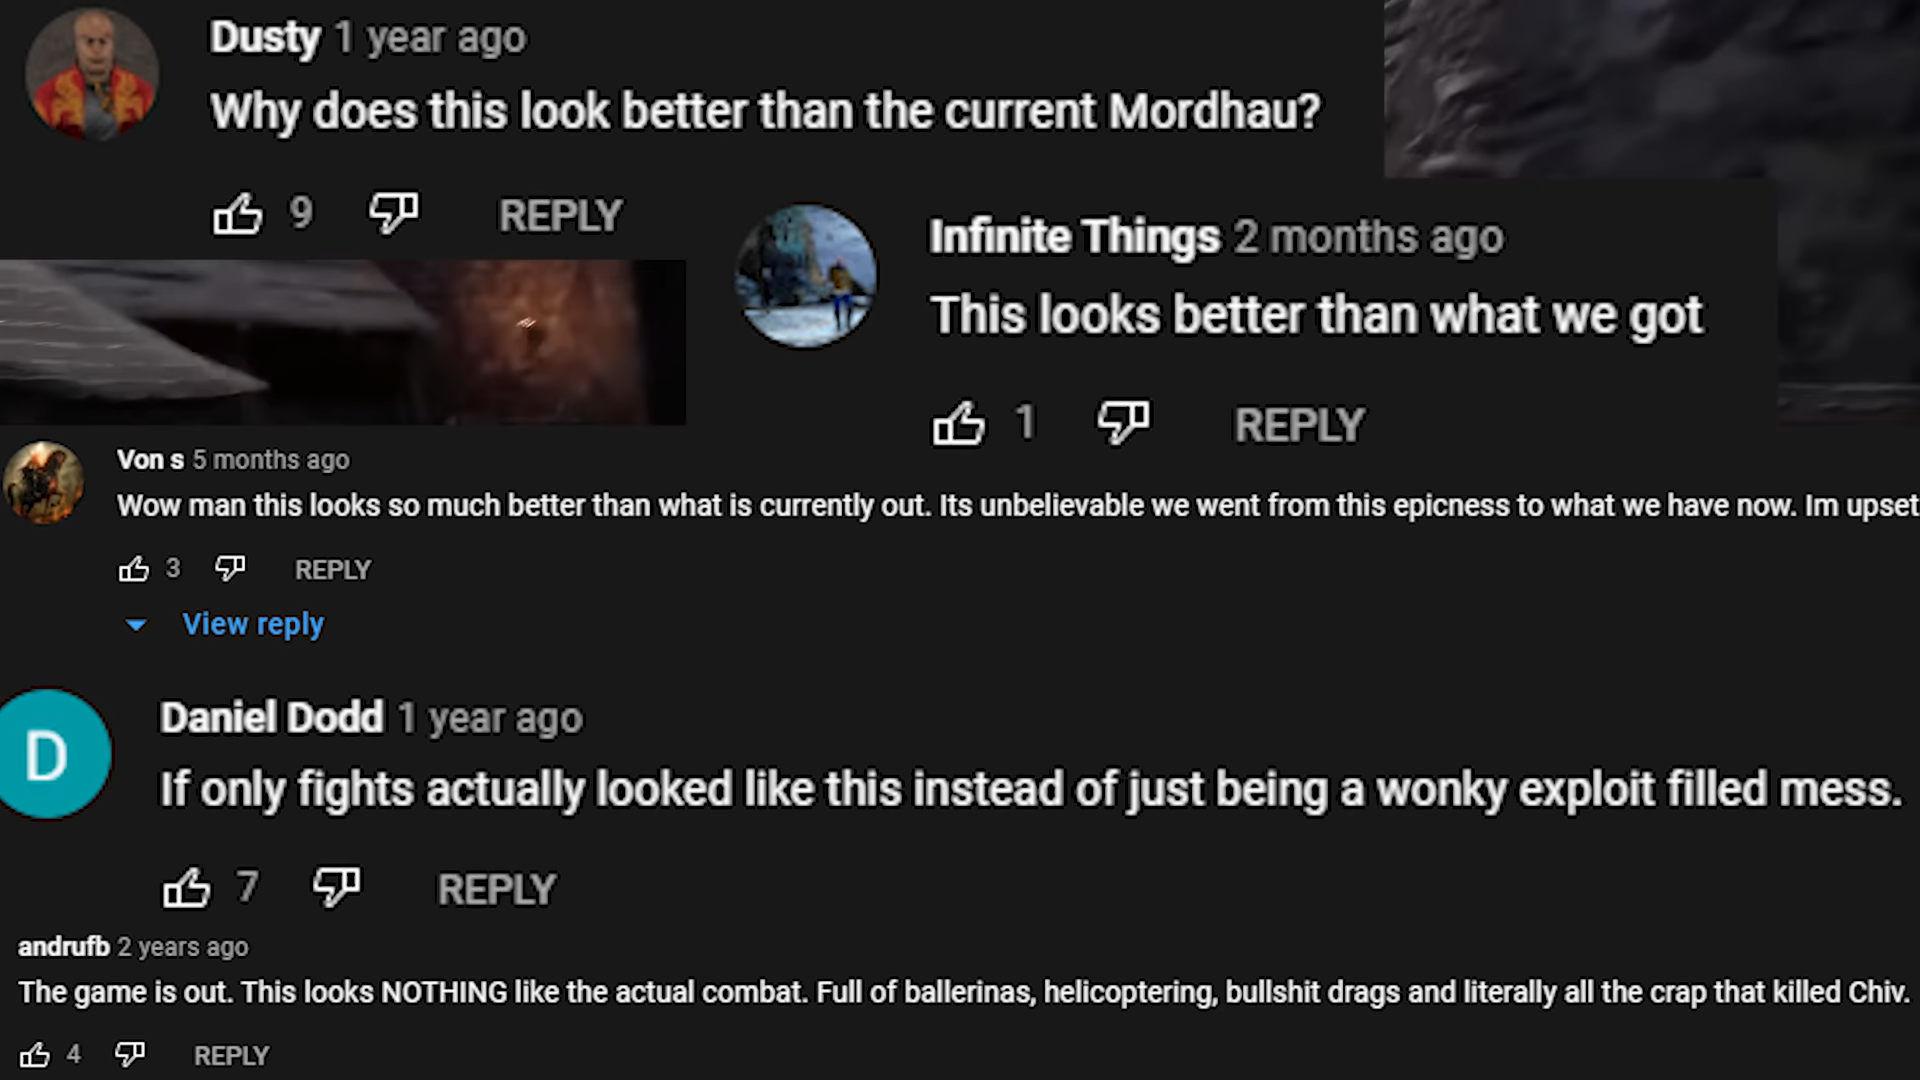 Dusty 1 year ago
Why does this look better than the current Mordhau?
9 REPLY
Infinite Things 2 months ago
This looks better than what we got
1 REPLY
Von s 5 months ago
Wow man this looks so much better than what is currently out. Its unbelievable we went from this epicness to what we have now. Im upset
3 REPLY
View reply
D
Daniel Dodd 1 year ago
If only fights actually looked like this instead of just being a wonky exploit filled mess.
7 REPLY
andrufb 2 years ago
The game is out. This looks NOTHING like the actual combat. Full of ballerinas, helicoptering, bullshit drags and literally all the crap that killed Chiv.
4 REPLY